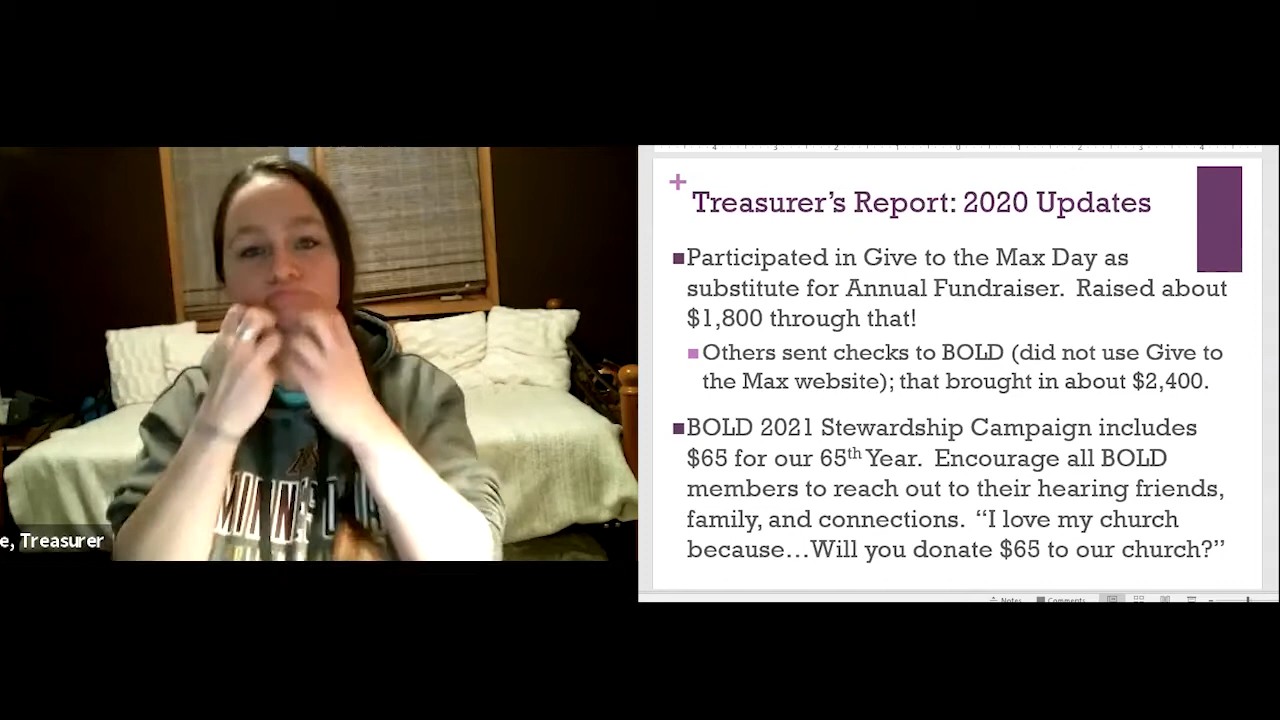 e, Treasurer
MINN
+
Treasurer's Report: 2020 Updates
Participated in Give to the Max Day as
substitute for Annual Fundraiser. Raised about
$1,800 through that!
Others sent checks to BOLD (did not use Give to
the Max website); that brought in about $2,400.
BOLD 2021 Stewardship Campaign includes
$65 for our 65th Year. Encourage all BOLD
members to reach out to their hearing friends,
family, and connections. “I love my church
because…Will you donate $65 to our church?”
Notes Comments